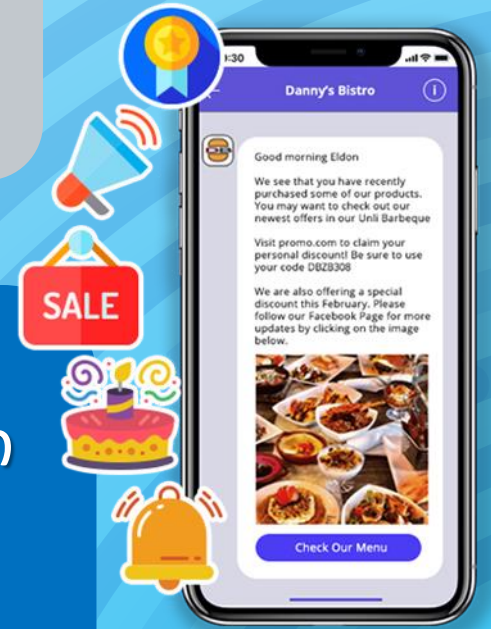 :30
Danny's Bistro
i
Good morning Eldon
We see that you have recently
purchased some of our products.
You may want to check out our
newest offers in our Unli Barbeque
Visit promo.com to claim your
personal discount! Be sure to use
your code DBZB308
We are also offering a special
discount this February. Please
follow our Facebook Page for more
updates by clicking on the image
below.
SALE
)
Check Our Menu